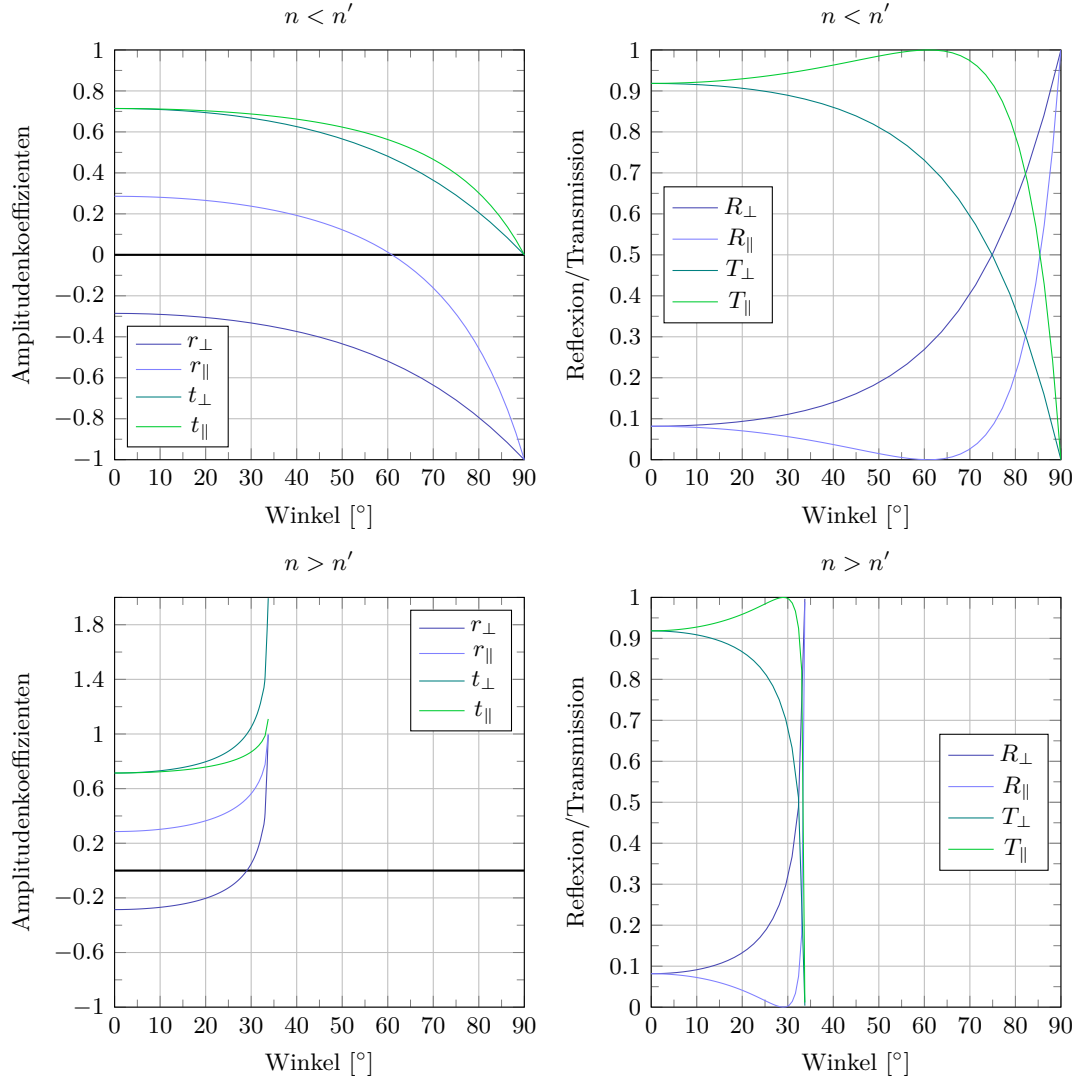 n < n′
Amplitudenkoeffizienten
1
0.8
0.6
0.4
0.2
0
−0.2
−0.4
−0.6
−0.8
−1
r⊥
r∥
t⊥
t∥
0 10 20 30 40 50 60 70 80 90
Winkel [°]
n < n′
Reflexion/Transmission
1
0.9
0.8
0.7
0.6
0.5
0.4
0.3
0.2
0.1
0
R⊥
R∥
T⊥
T∥
0 10 20 30 40 50 60 70 80 90
Winkel [°]
n > n′
Amplitudenkoeffizienten
1.8
1.4
1
0.6
0.2
−0.2
−0.6
−1
r⊥
r∥
t⊥
t∥
0 10 20 30 40 50 60 70 80 90
Winkel [°]
n > n′
Reflexion/Transmission
1
0.9
0.8
0.7
0.6
0.5
0.4
0.3
0.2
0.1
0
R⊥
R∥
T⊥
T∥
0 10 20 30 40 50 60 70 80 90
Winkel [°]